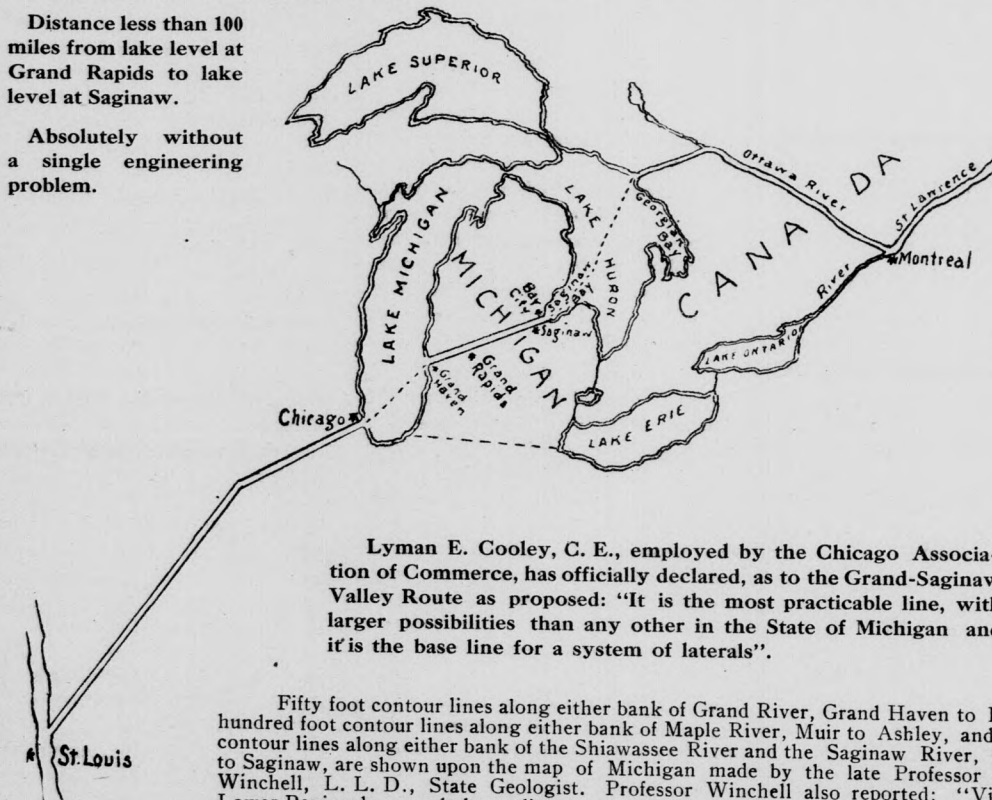 Distance less than 100
miles from lake level at
Grand Rapids to lake
level at Saginaw.
Absolutely without
a single engineering
problem.
LAKE SUPERIOR
Ottawa River
St Lawrence
CANADA
LAKE MICHIGAN
LAKE HURON
Georgian Bay
Montreal
River
MICHIGAN
Bay City
Saginaw Bay
Saginaw
LAKE ONTARIO
Grand Rapids
Grand Haven
Chicago
LAKE ERIE
St. Louis
Lyman E. Cooley, C. E., employed by the Chicago Associa-
tion of Commerce, has officially declared, as to the Grand-Saginaw
Valley Route as proposed: “It is the most practicable line, with
larger possibilities than any other in the State of Michigan and
it is the base line for a system of laterals”.
Fifty foot contour lines along either bank of Grand River, Grand Haven to
hundred foot contour lines along either bank of Maple River, Muir to Ashley, and
contour lines along either bank of the Shiawassee River and the Saginaw River,
to Saginaw, are shown upon the map of Michigan made by the late Professor
Winchell, L. L. D., State Geologist. Professor Winchell also reported: